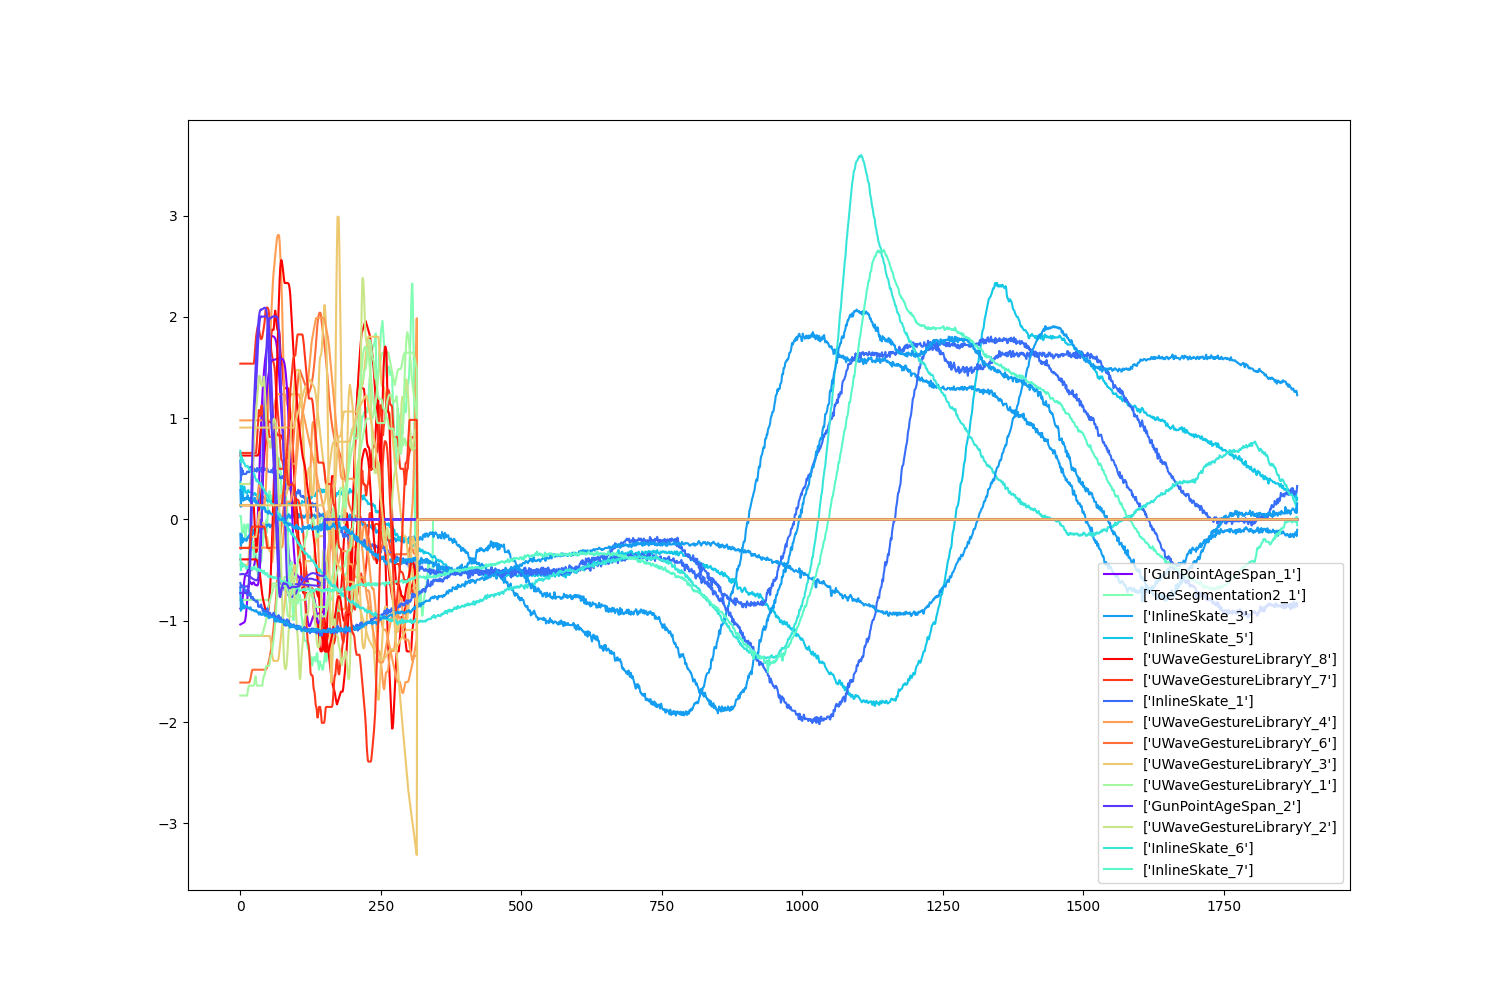 3
2
1
0
−1
−2
−3
0
250
500
750
1000
1250
1500
1750
['GunPointAgeSpan_1']
['ToeSegmentation2_1']
['InlineSkate_3']
['InlineSkate_5']
['UWaveGestureLibraryY_8']
['UWaveGestureLibraryY_7']
['InlineSkate_1']
['UWaveGestureLibraryY_4']
['UWaveGestureLibraryY_6']
['UWaveGestureLibraryY_3']
['UWaveGestureLibraryY_1']
['GunPointAgeSpan_2']
['UWaveGestureLibraryY_2']
['InlineSkate_6']
['InlineSkate_7']